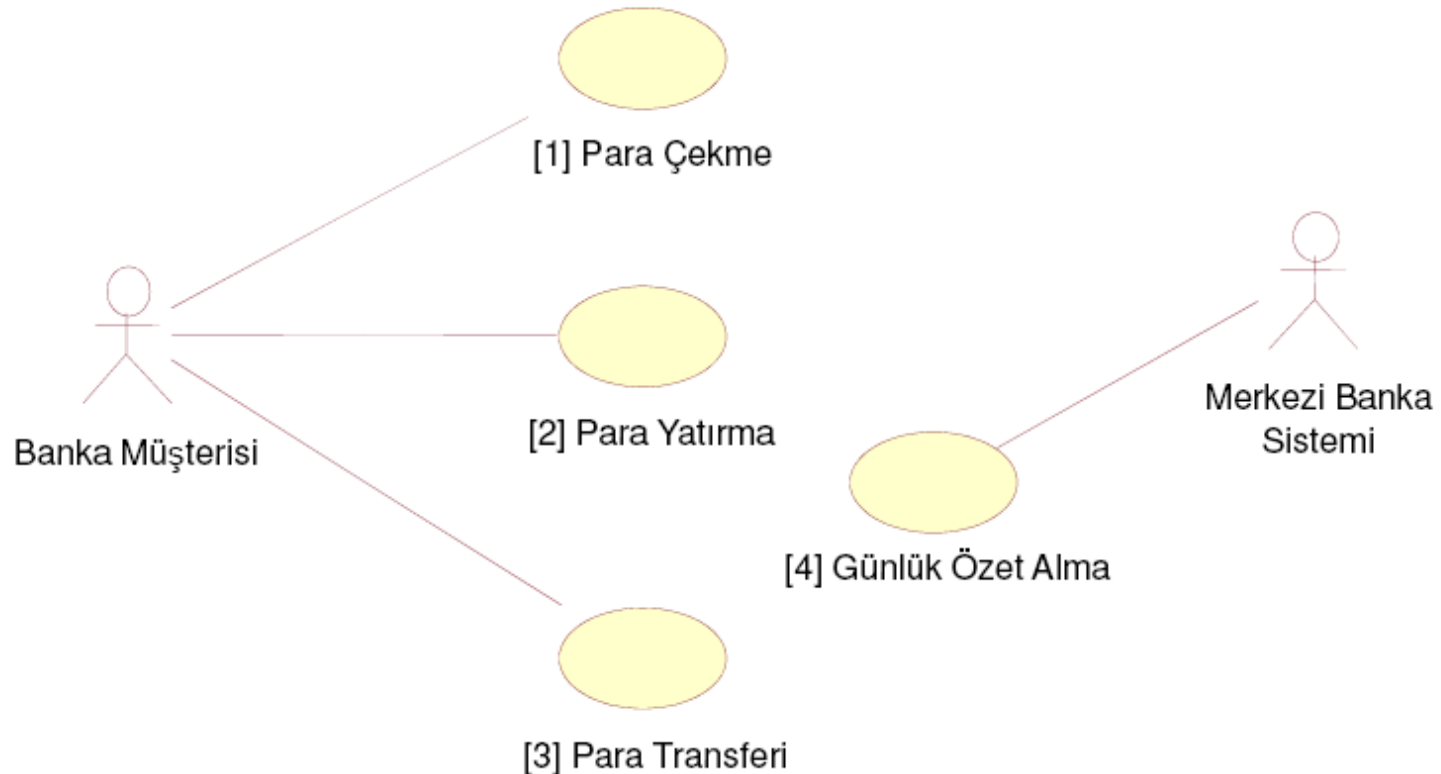 [1] Para Çekme
Banka Müşterisi
[2] Para Yatırma
Merkezi Banka
Sistemi
[4] Günlük Özet Alma
[3] Para Transferi